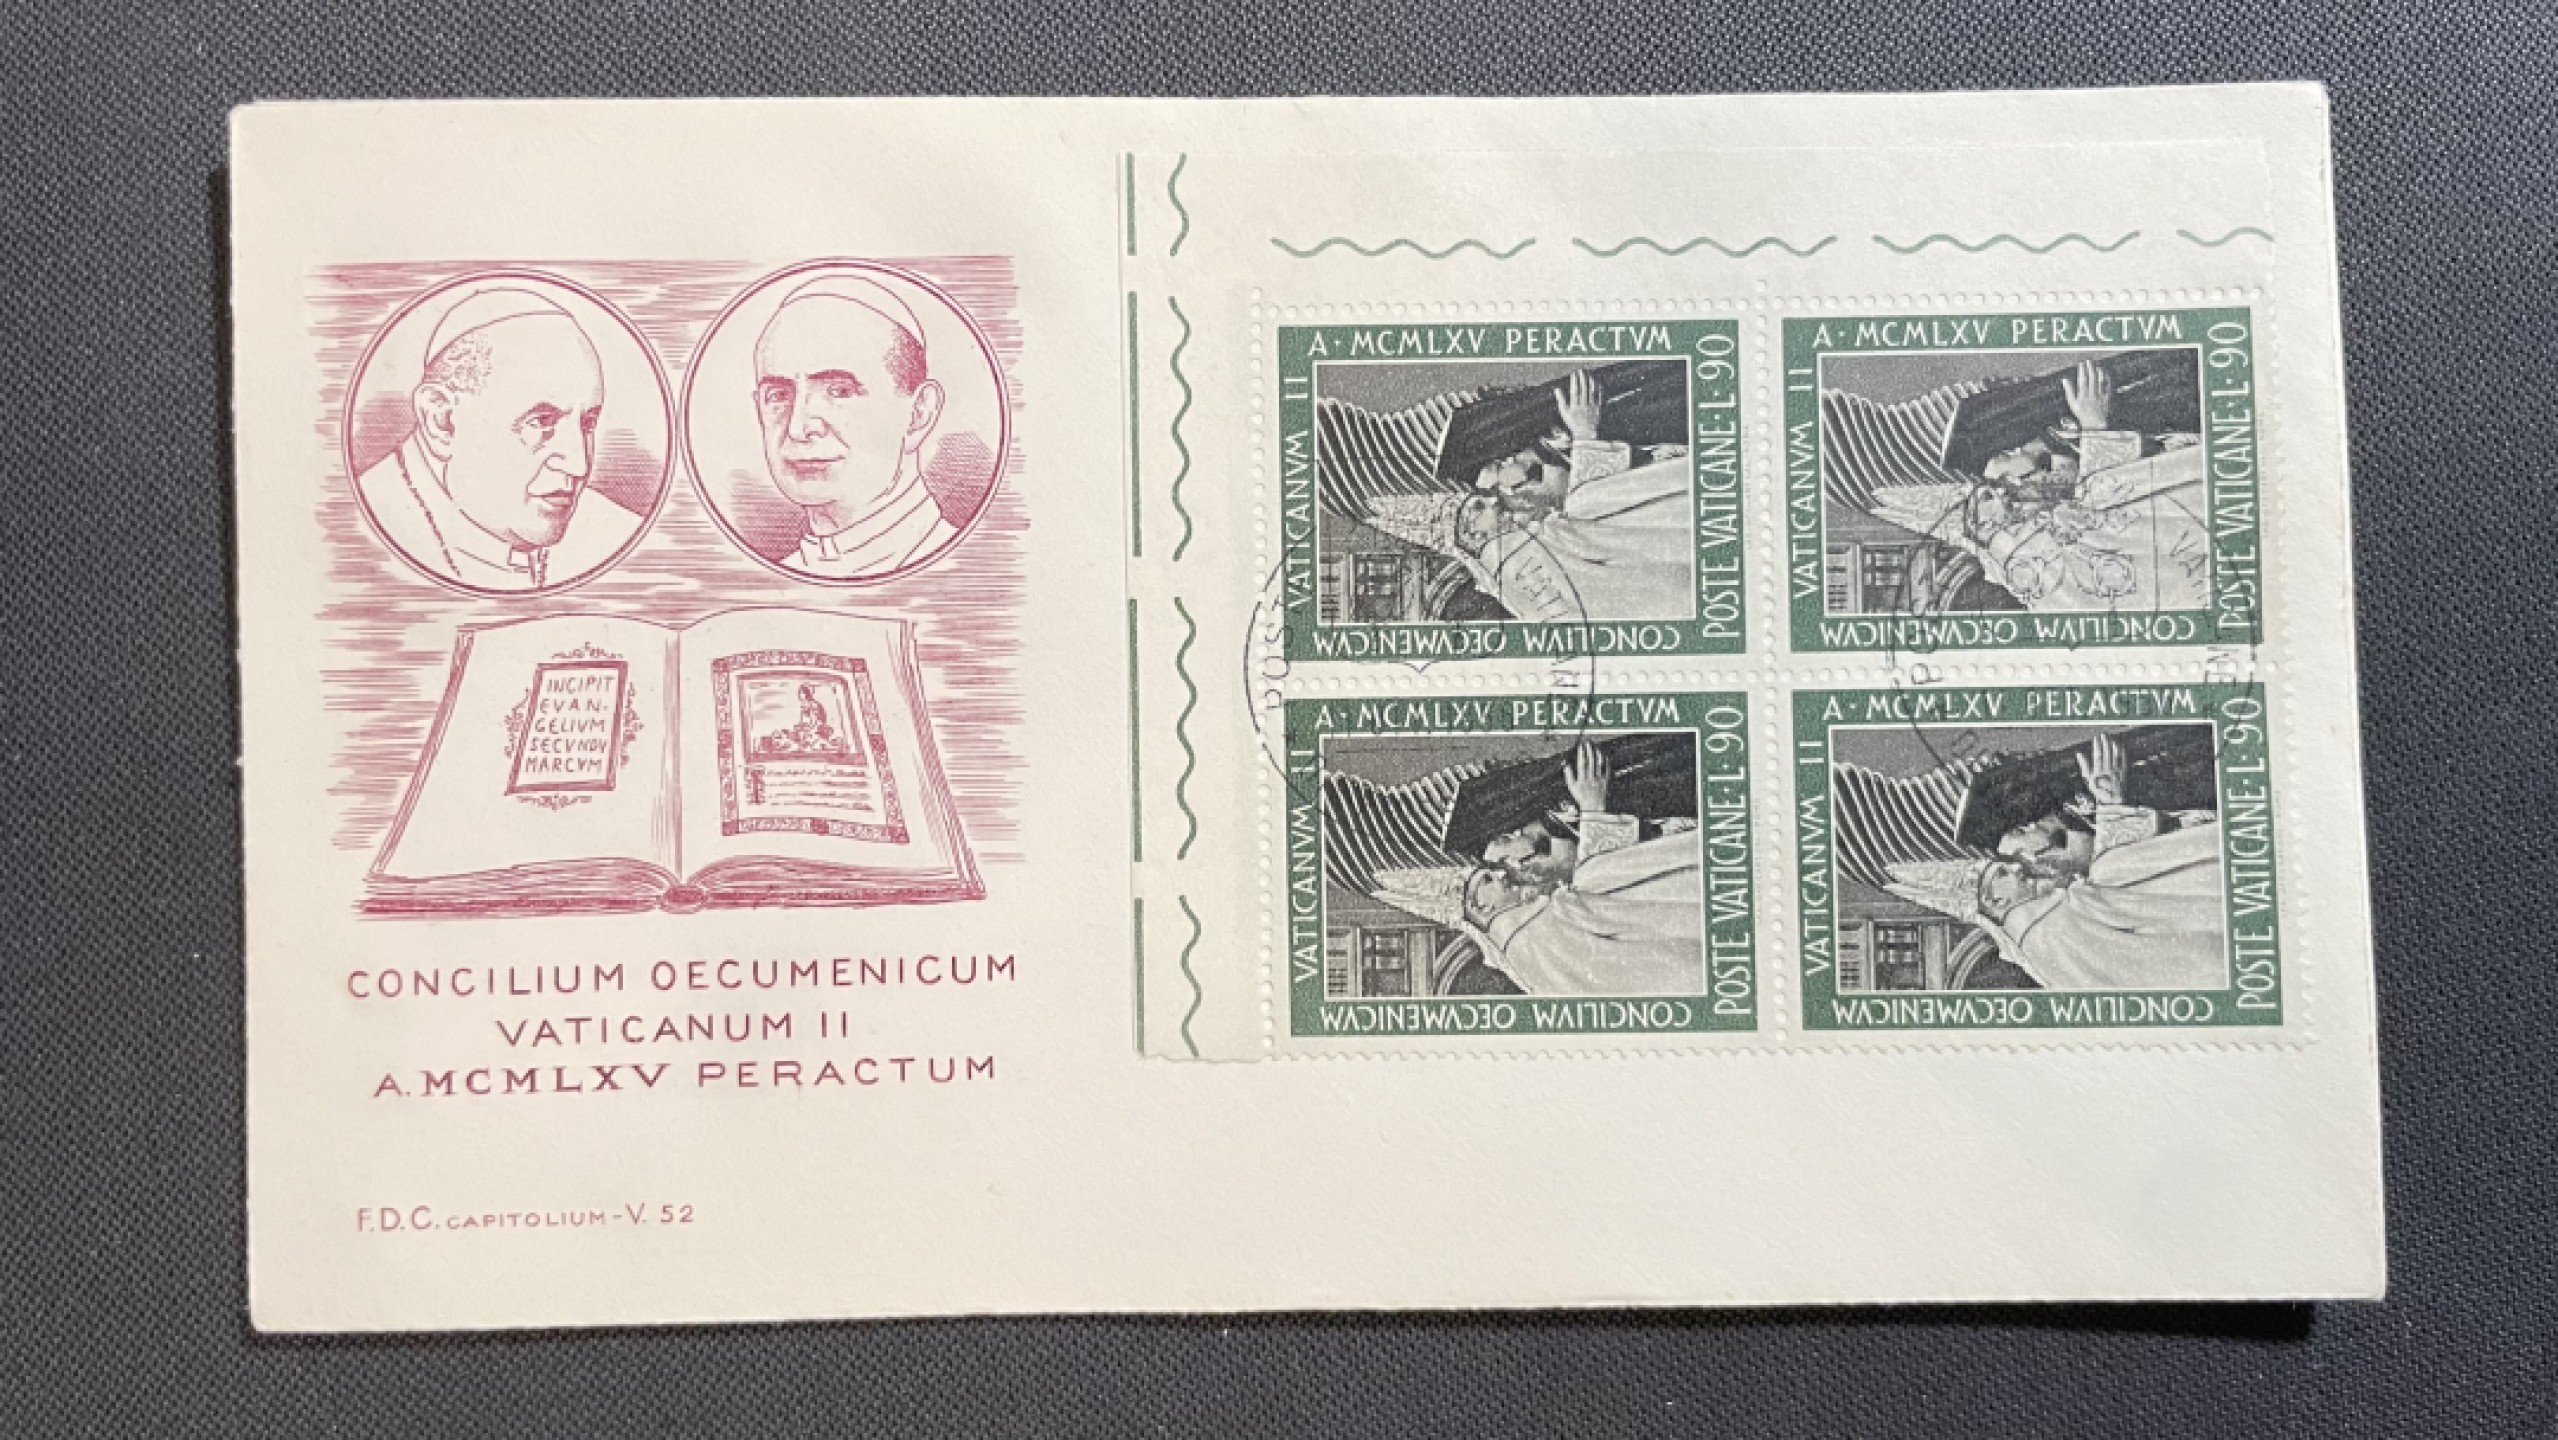 INCIPIT
EVAN-
GELIVM
SECVNDV
MARCVM
CONCILIUM OECUMENICUM
VATICANUM II
A. MCMLXV PERACTUM
F.D.C. CAPITOLIUM - V. 52
A · MCMLXV PERACTVM
VATICANVM II
CONCILIVM OECVMENICVM
POSTE VATICANE · L · 90
A · MCMLXV PERACTVM
VATICANVM II
CONCILIVM OECVMENICVM
POSTE VATICANE · L · 90
A · MCMLXV PERACTVM
VATICANVM II
CONCILIVM OECVMENICVM
POSTE VATICANE · L · 90
A · MCMLXV PERACTVM
VATICANVM II
CONCILIVM OECVMENICVM
POSTE VATICANE · L · 90